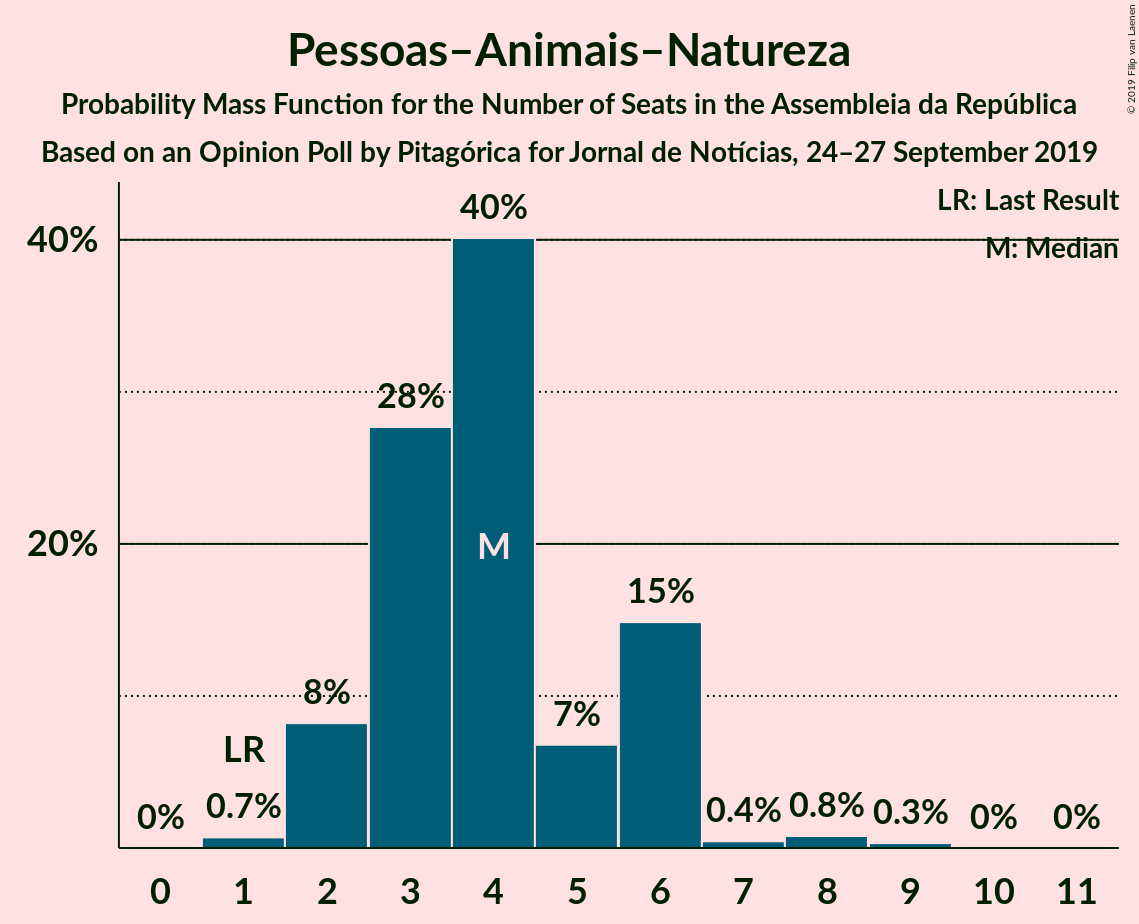 Pessoas–Animais–Natureza
Probability Mass Function for the Number of Seats in the Assembleia da República
Based on an Opinion Poll by Pitagórica for Jornal de Notícias, 24–27 September 2019
© 2019 Filip van Laenen
LR: Last Result
M: Median
40%
20%
0%
LR
0.7%
8%
28%
40%
M
7%
15%
0.4%
0.8%
0.3%
0%
0%
0 1 2 3 4 5 6 7 8 9 10 11